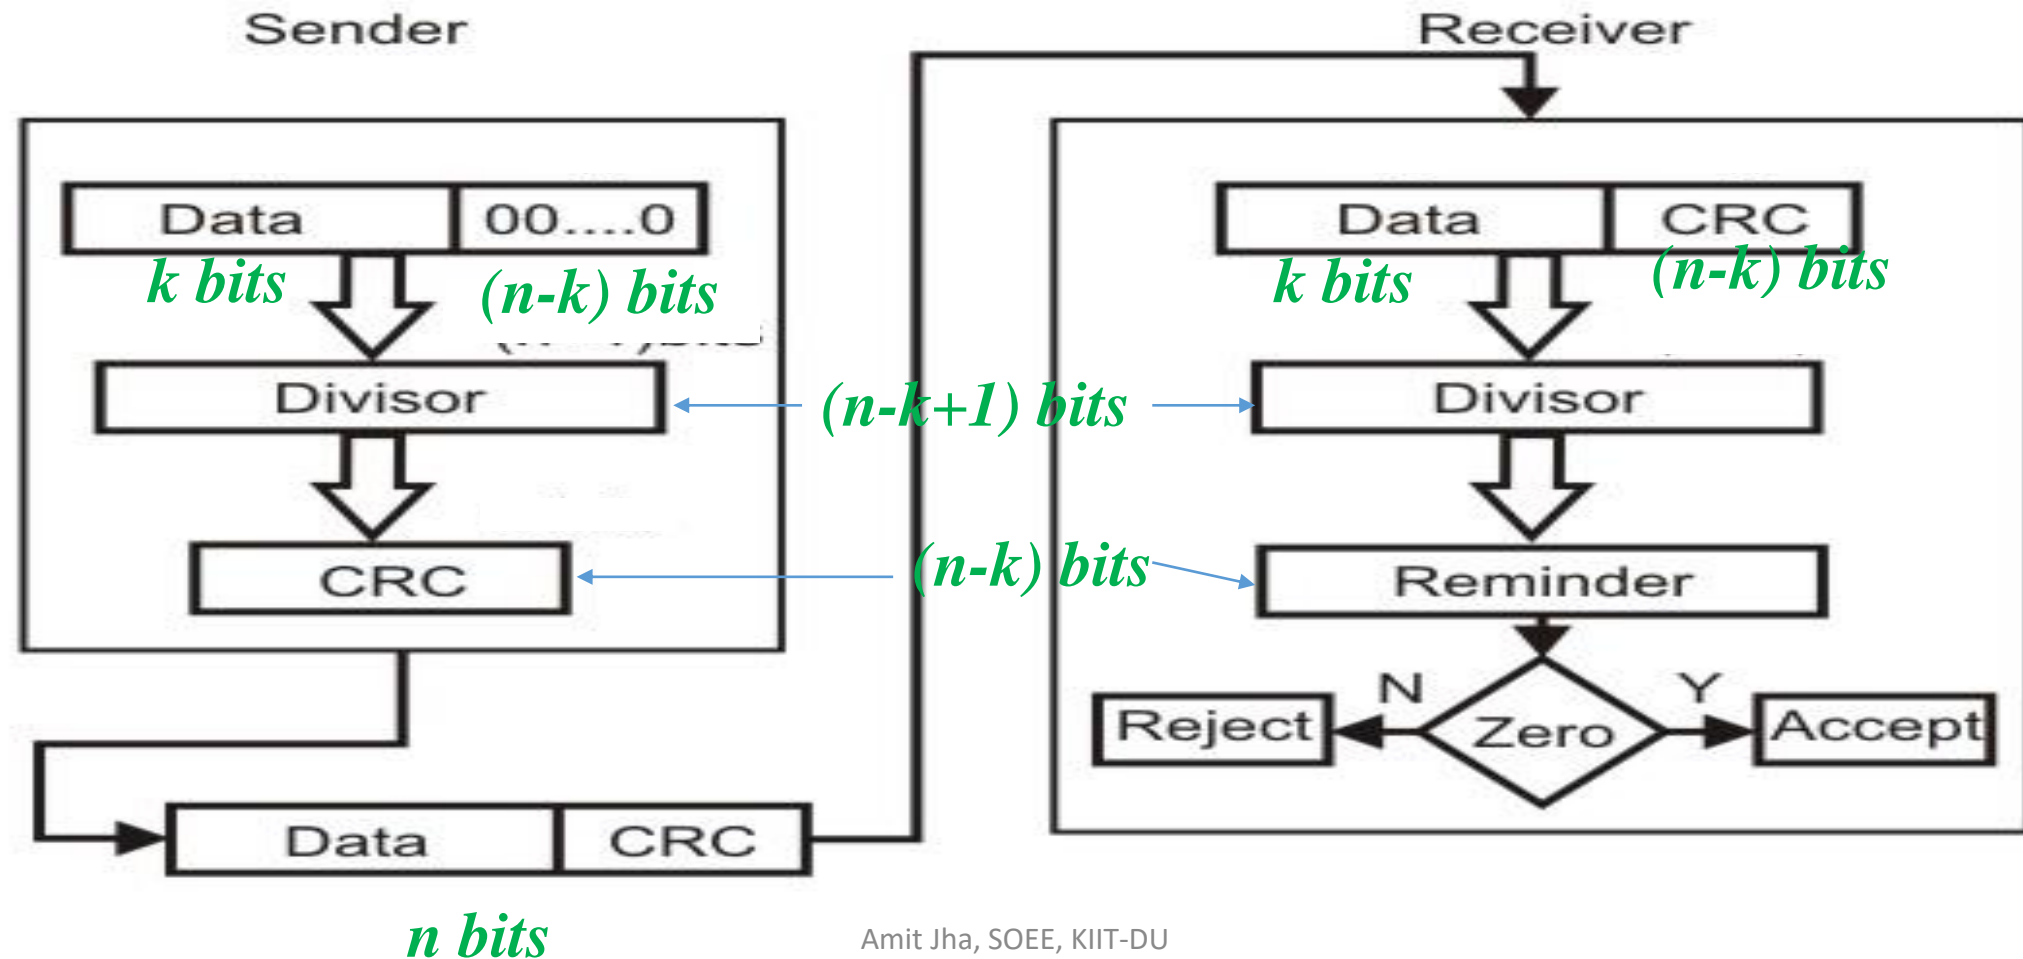 Sender
Receiver
Data 00....0
k bits (n-k) bits
Divisor
CRC
Data CRC
n bits
(n-k+1) bits
(n-k) bits
Data CRC
k bits (n-k) bits
Divisor
Reminder
N Y
Reject Zero Accept
Amit Jha, SOEE, KIIT-DU